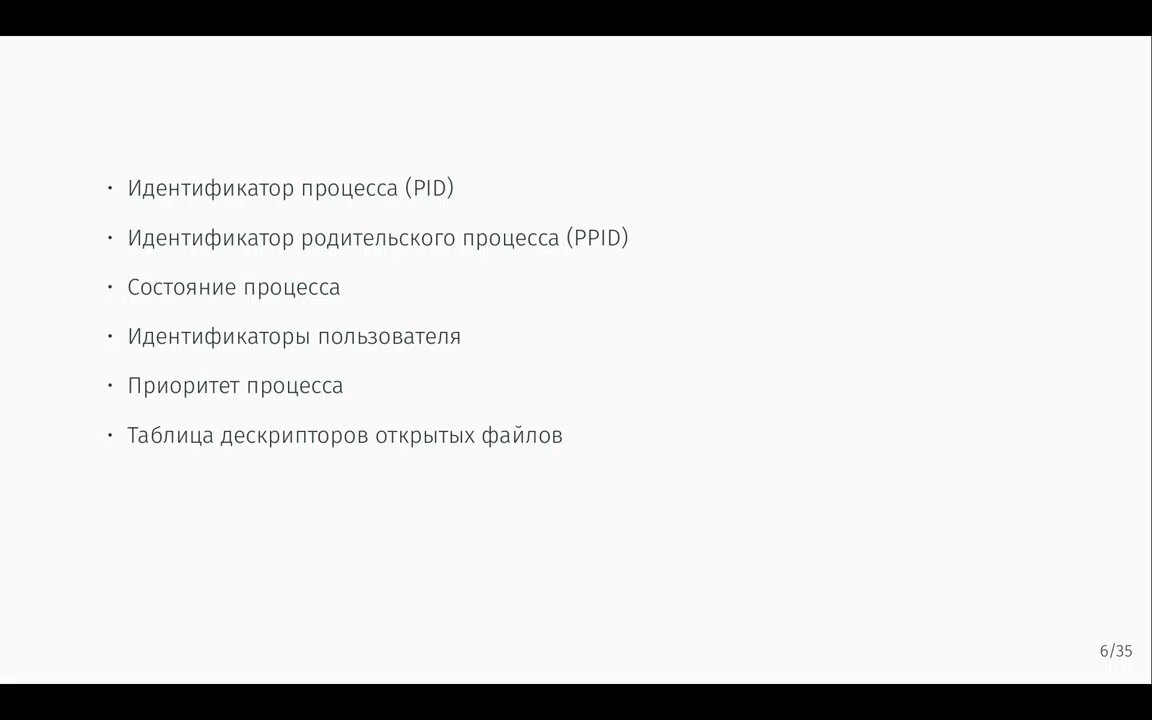 · Идентификатор процесса (PID)
· Идентификатор родительского процесса (PPID)
· Состояние процесса
· Идентификаторы пользователя
· Приоритет процесса
· Таблица дескрипторов открытых файлов
6/35